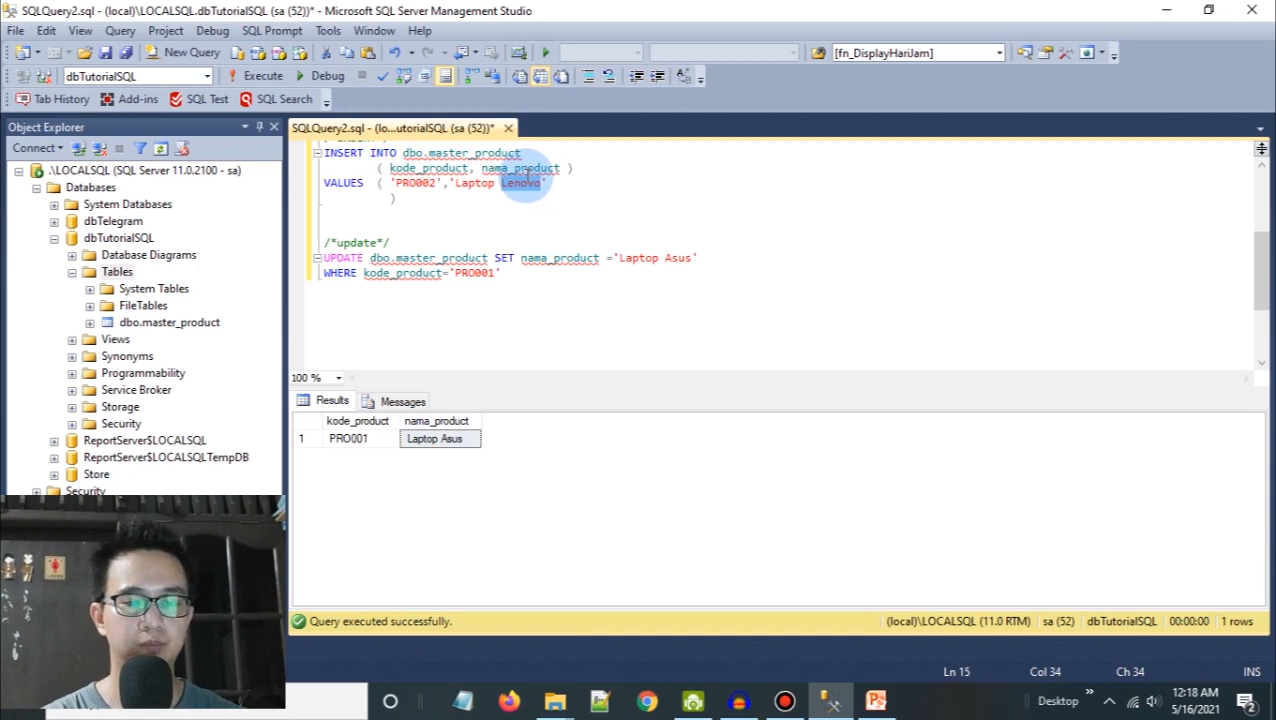 SQLQuery2.sql - (local)\LOCALSQL.dbTutorialSQL (sa (52))* - Microsoft SQL Server Management Studio
File Edit View Query Project Debug SQL Prompt Tools Window Help
New Query [fn_DisplayHariJam]
dbTutorialSQL Execute Debug
Tab History Add-ins SQL Test SQL Search
Object Explorer
Connect
.\LOCALSQL (SQL Server 11.0.2100 - sa)
Databases
System Databases
dbTelegram
dbTutorialSQL
Database Diagrams
Tables
System Tables
FileTables
dbo.master_product
Views
Synonyms
Programmability
Service Broker
Storage
Security
ReportServer$LOCALSQL
ReportServer$LOCALSQLTempDB
Store
Security
SQLQuery2.sql - (lo...utorialSQL (sa (52))*
INSERT INTO dbo.master_product
( kode_product, nama_product )
VALUES ( 'PRO002','Laptop Lenovo'
)
/*update*/
UPDATE dbo.master_product SET nama_product ='Laptop Asus'
WHERE kode_product='PRO001'
100 %
Results Messages
kode_product nama_product
1 PRO001 Laptop Asus
Query executed successfully. (local)\LOCALSQL (11.0 RTM) sa (52) dbTutorialSQL 00:00:00 1 rows
Ln 15 Col 34 Ch 34 INS
Desktop
12:18 AM
5/16/2021
2